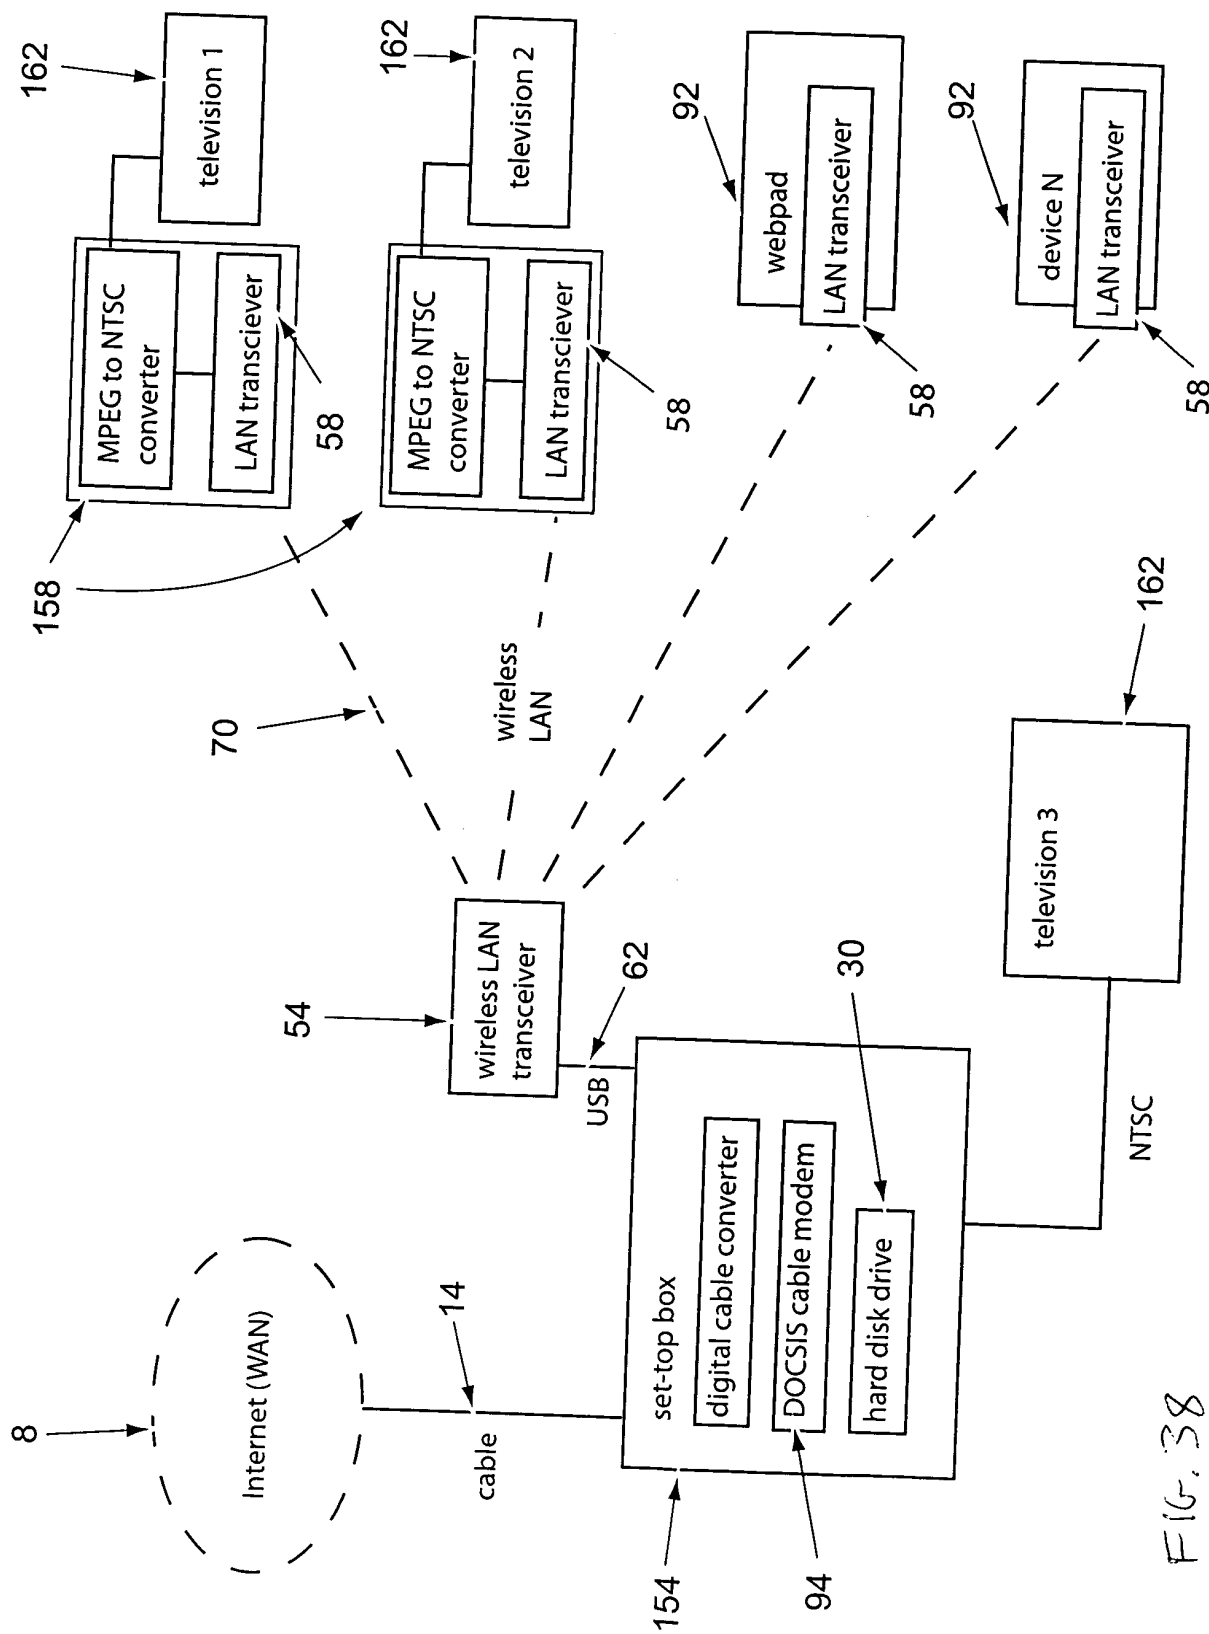 8
Internet (WAN)
14
cable
154
set-top box
digital cable converter
DOCSIS cable modem
94
hard disk drive
30
USB
62
54
wireless LAN
transceiver
NTSC
television 3
162
70
wireless
LAN
158
MPEG to NTSC
converter
LAN transciever
58
television 1
162
MPEG to NTSC
converter
LAN transciever
58
television 2
162
webpad
LAN transceiver
92
58
device N
LAN transceiver
92
58
FIG. 38